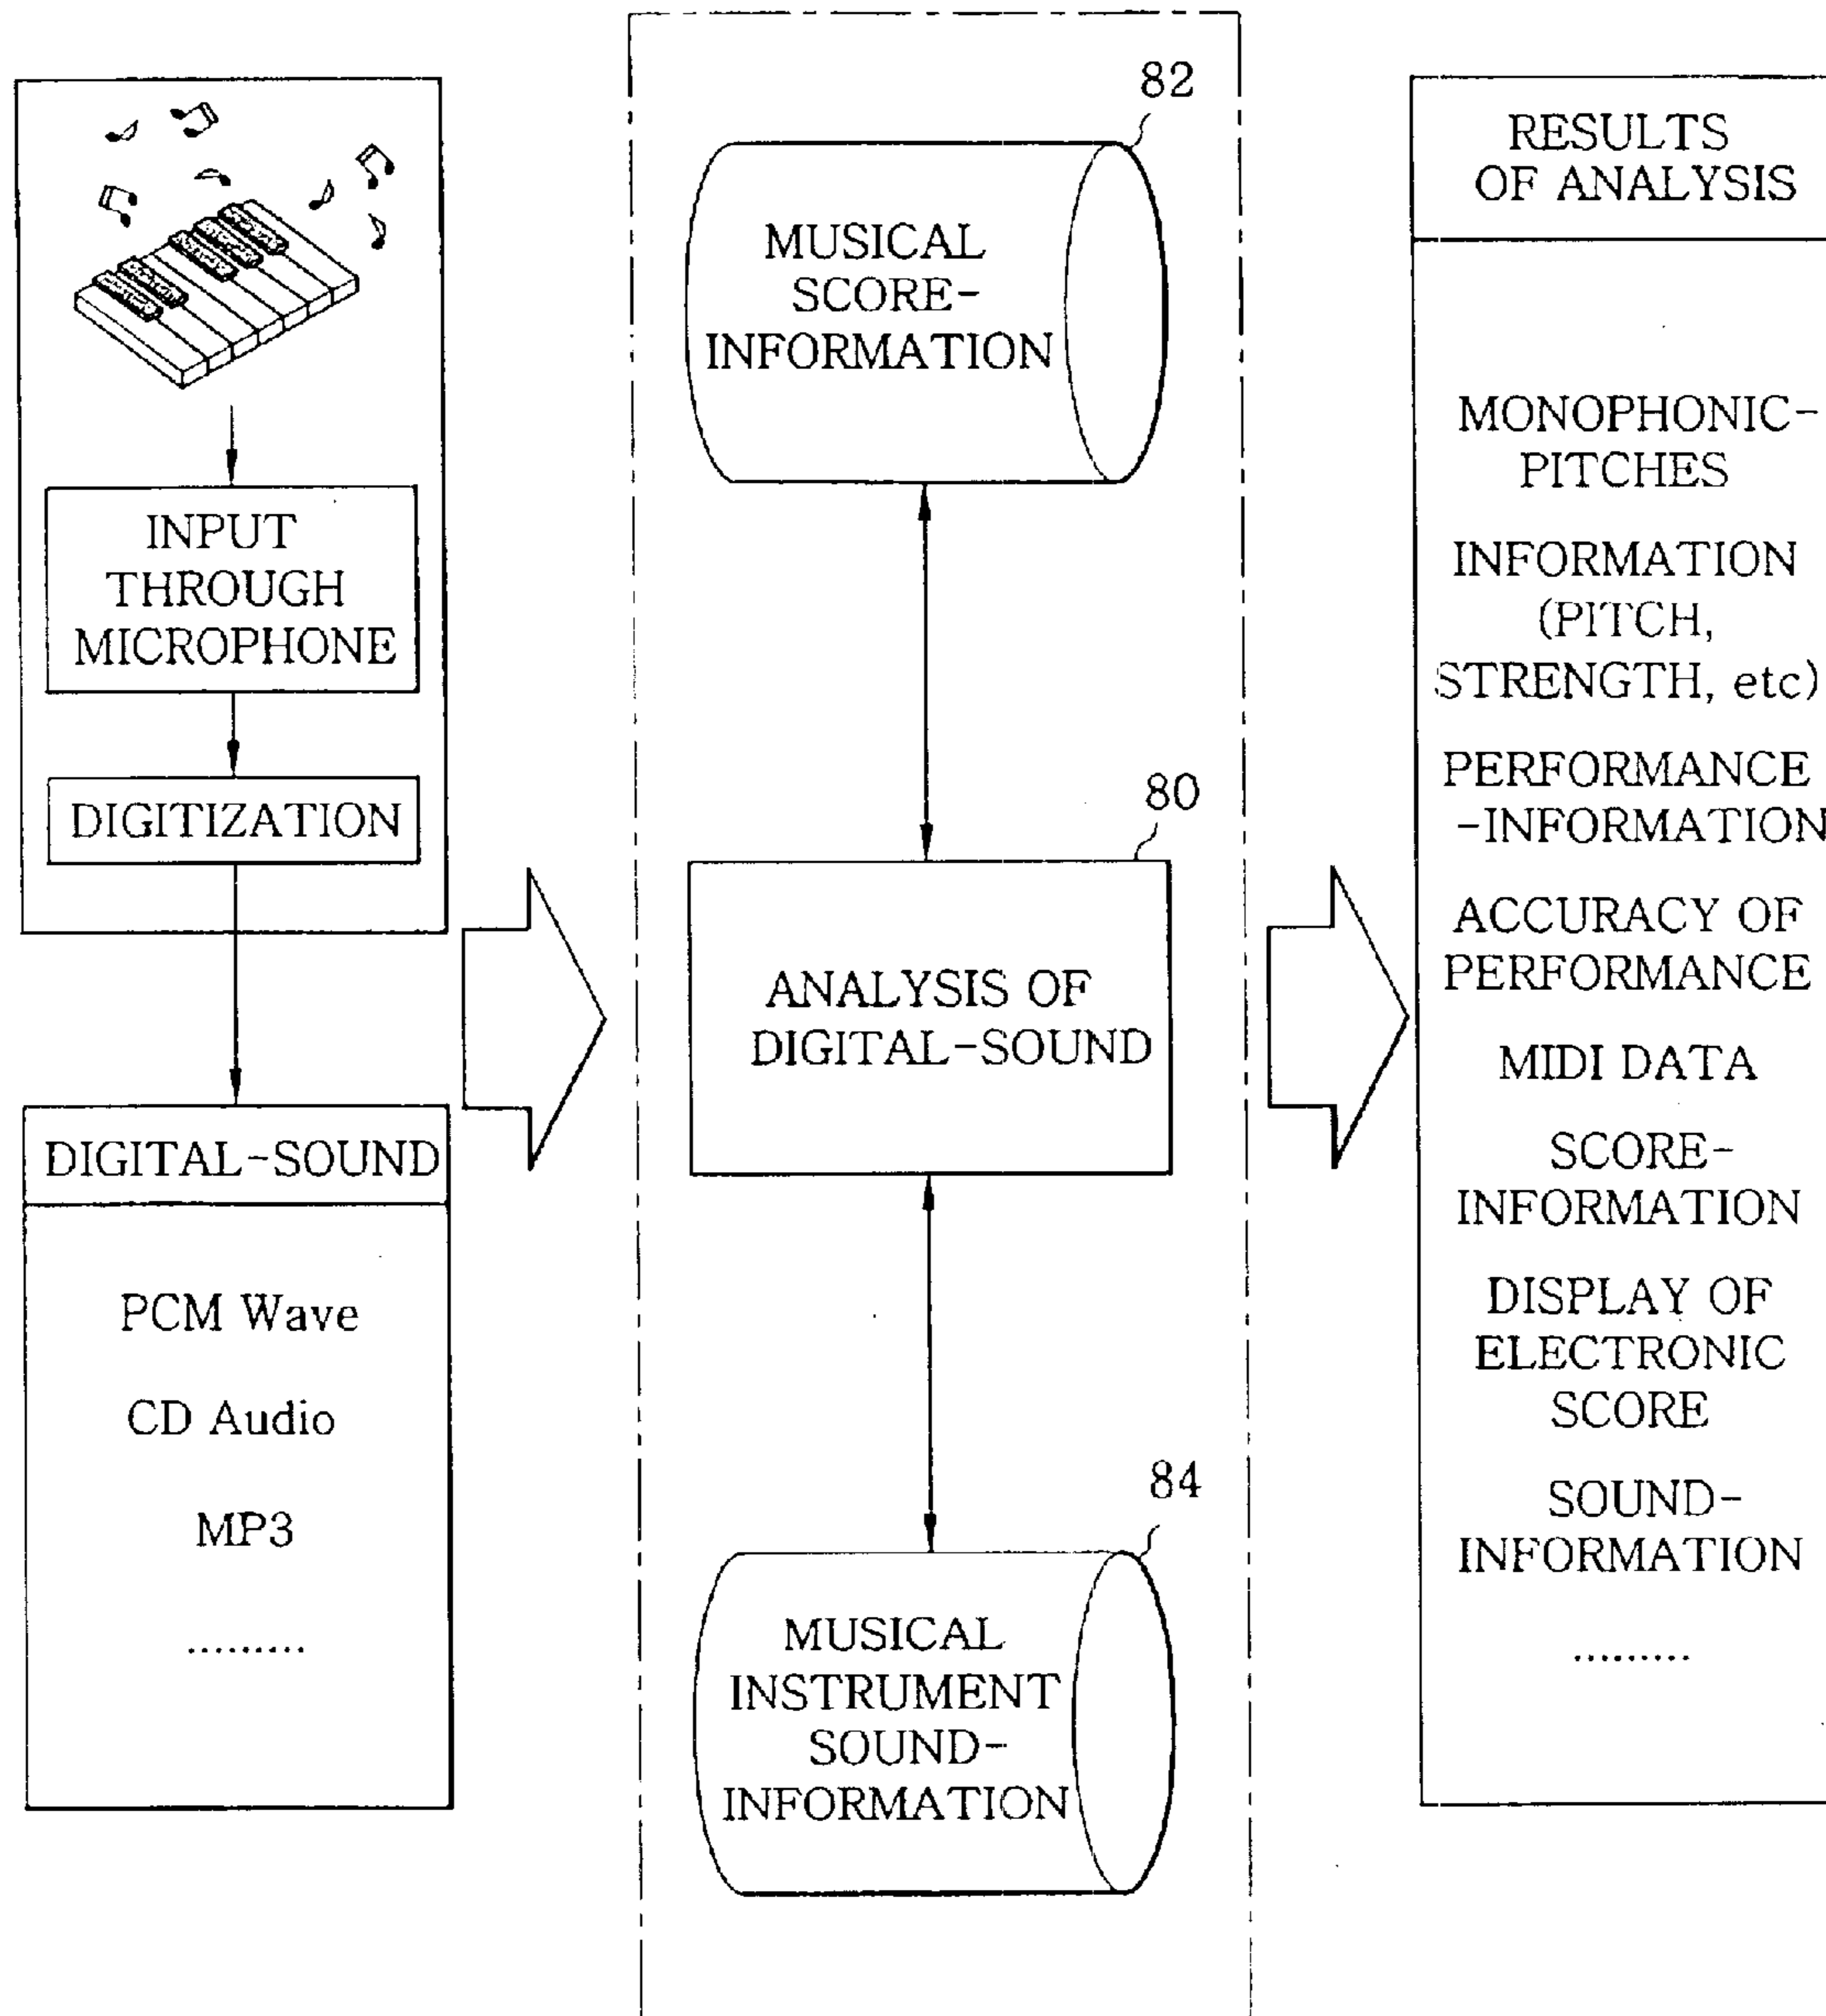 INPUT
THROUGH
MICROPHONE
DIGITIZATION
DIGITAL-SOUND
PCM Wave
CD Audio
MP3
.........
82
MUSICAL
SCORE-
INFORMATION
80
ANALYSIS OF
DIGITAL-SOUND
84
MUSICAL
INSTRUMENT
SOUND-
INFORMATION
RESULTS
OF ANALYSIS
MONOPHONIC-
PITCHES
INFORMATION
(PITCH,
STRENGTH, etc)
PERFORMANCE
-INFORMATION
ACCURACY OF
PERFORMANCE
MIDI DATA
SCORE-
INFORMATION
DISPLAY OF
ELECTRONIC
SCORE
SOUND-
INFORMATION
.........